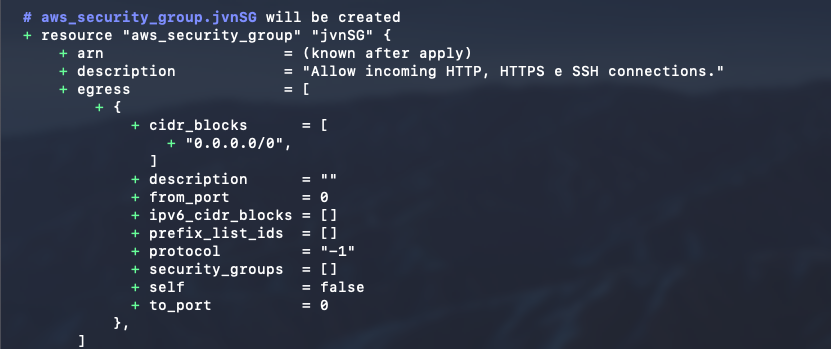 # aws_security_group.jvnSG will be created
+ resource "aws_security_group" "jvnSG" {
+ arn = (known after apply)
+ description = "Allow incoming HTTP, HTTPS e SSH connections."
+ egress = [
+ {
+ cidr_blocks = [
+ "0.0.0.0/0",
]
+ description = ""
+ from_port = 0
+ ipv6_cidr_blocks = []
+ prefix_list_ids = []
+ protocol = "-1"
+ security_groups = []
+ self = false
+ to_port = 0
},
]